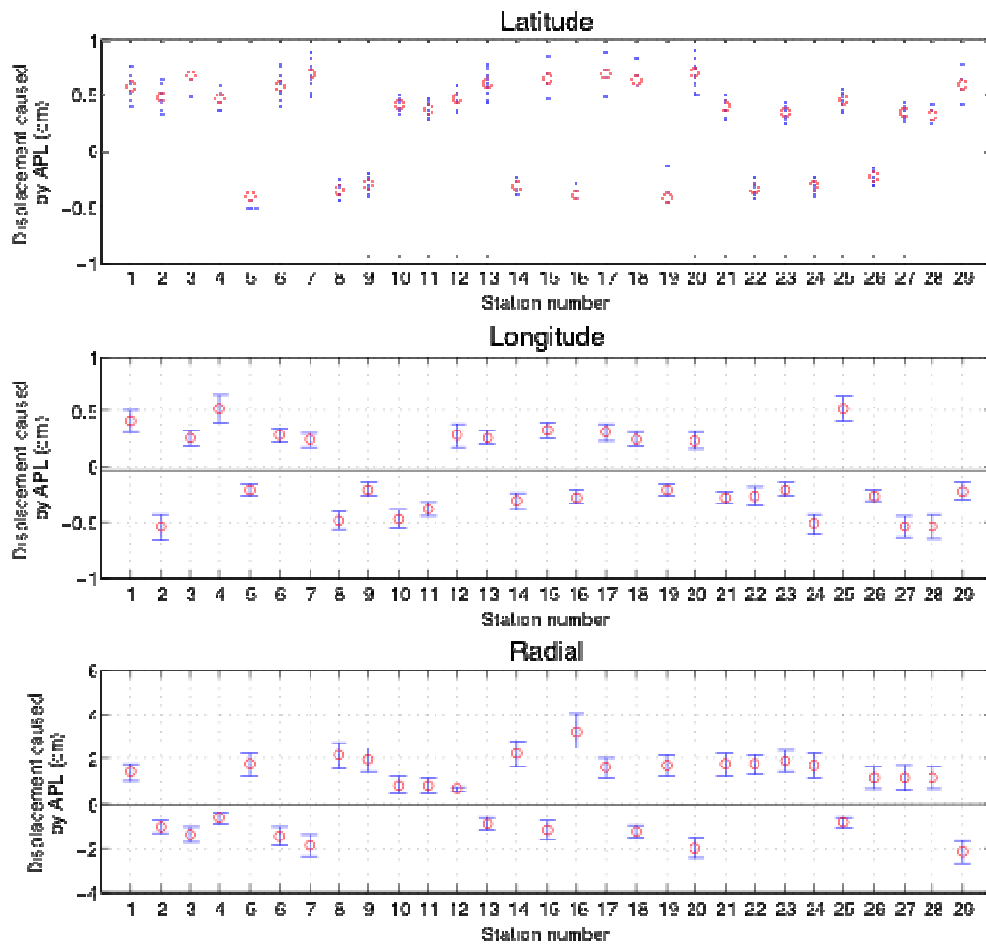 Latitude
Displacement caused
by APL (cm)
1
0.5
0
-0.5
-1
1 2 3 4 5 6 7 8 9 10 11 12 13 14 15 16 17 18 19 20 21 22 23 24 25 26 27 28 29
Station number
Longitude
Displacement caused
by APL (cm)
1
0.5
0
-0.5
-1
1 2 3 4 5 6 7 8 9 10 11 12 13 14 15 16 17 18 19 20 21 22 23 24 25 26 27 28 29
Station number
Radial
Displacement caused
by APL (cm)
6
4
2
0
-2
-4
1 2 3 4 5 6 7 8 9 10 11 12 13 14 15 16 17 18 19 20 21 22 23 24 25 26 27 28 29
Station number